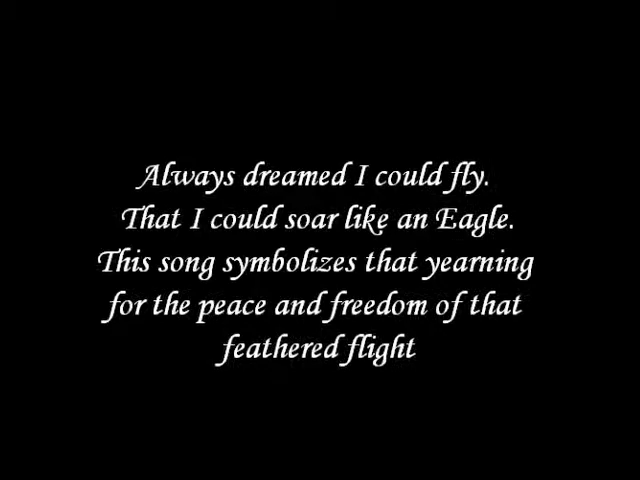 Always dreamed I could fly.
That I could soar like an Eagle.
This song symbolizes that yearning
for the peace and freedom of that
feathered flight